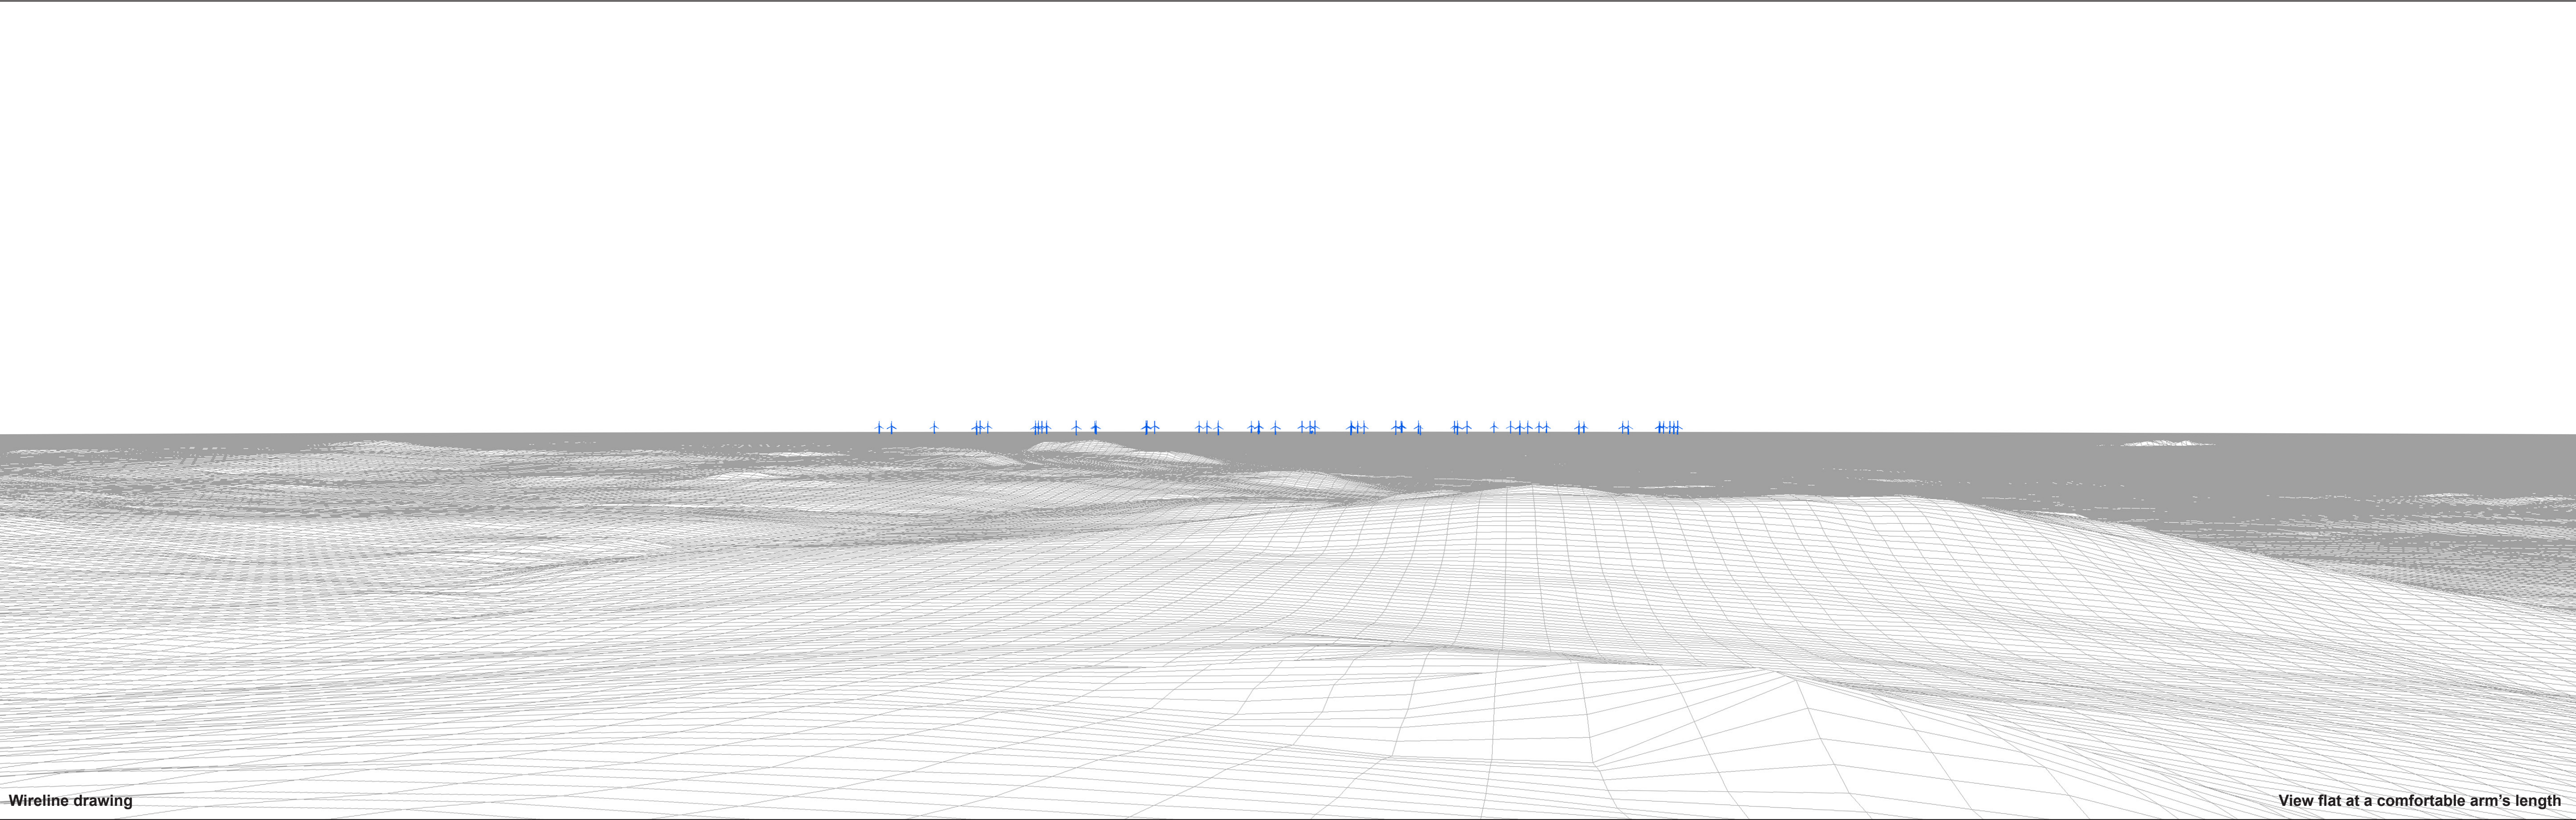 Wireline drawing
View flat at a comfortable arm's length